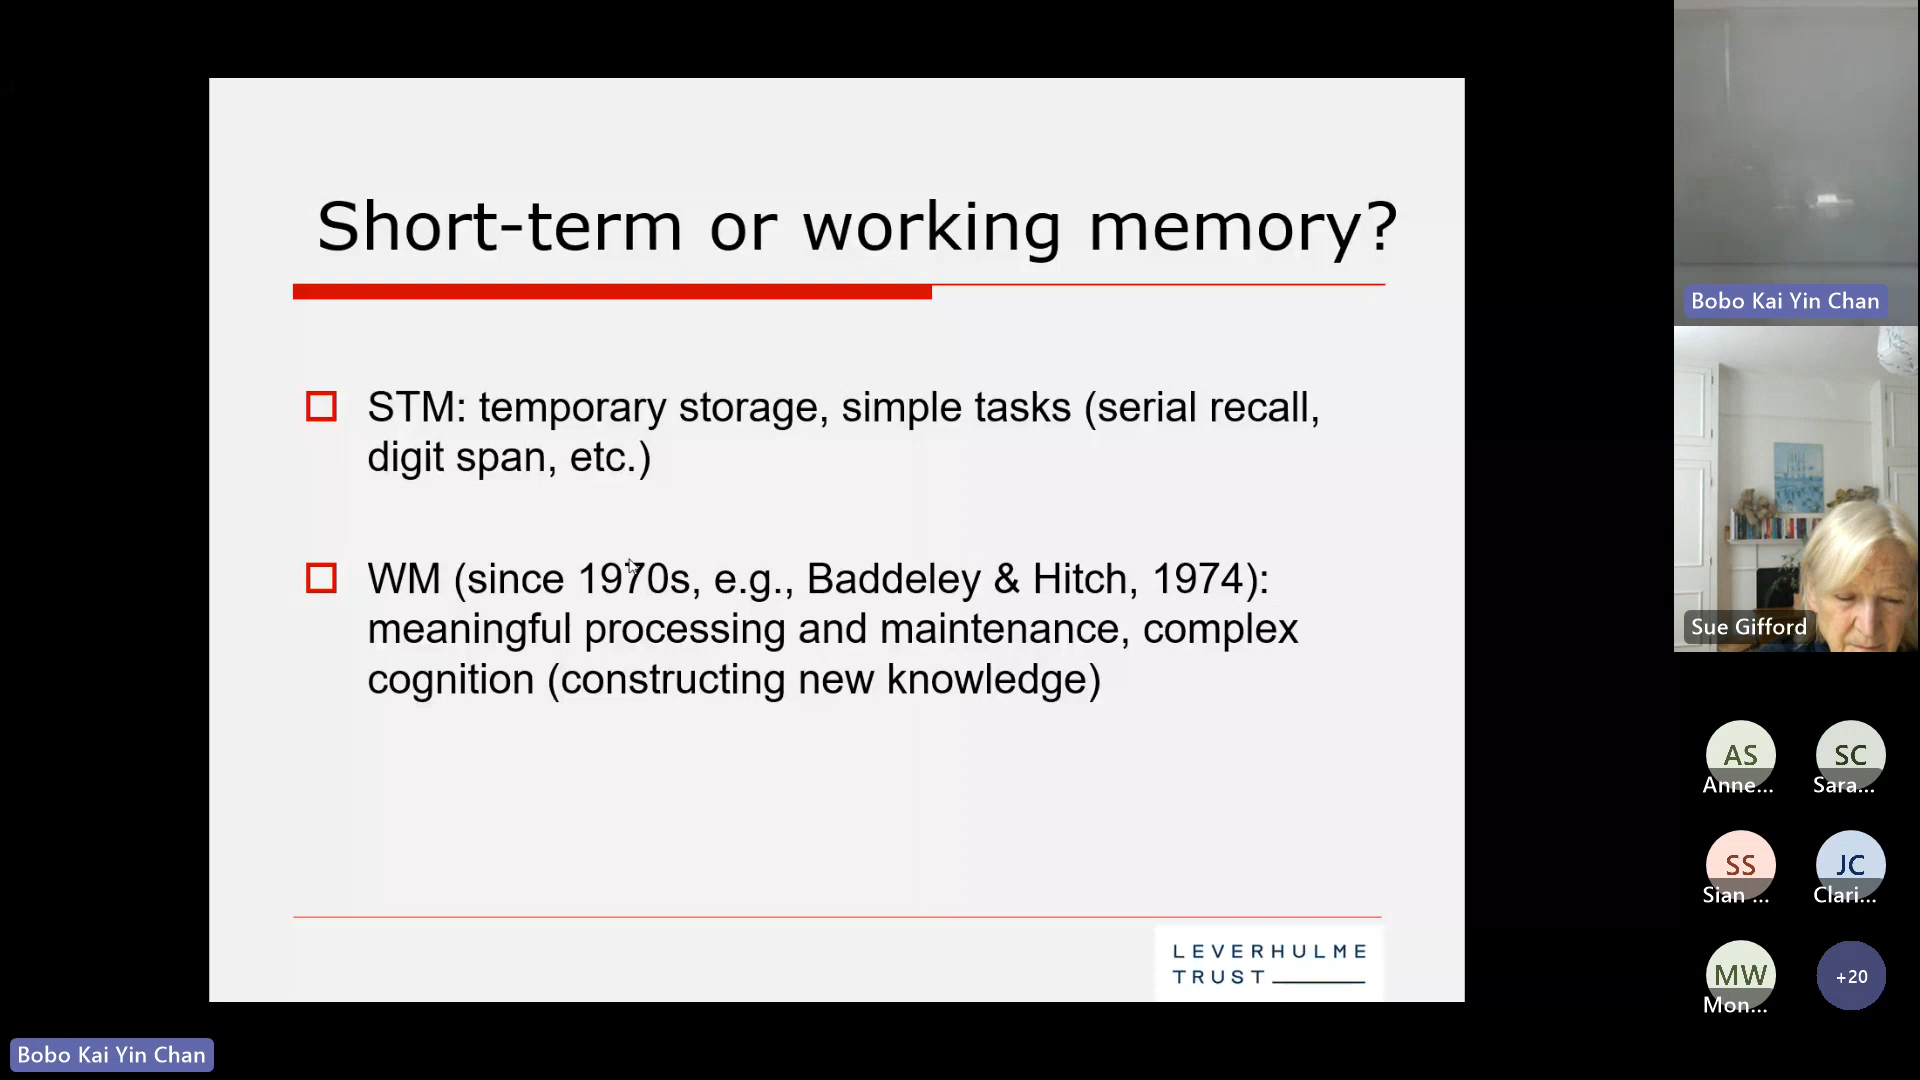 Short-term or working memory?
STM: temporary storage, simple tasks (serial recall,
digit span, etc.)
WM (since 1970s, e.g., Baddeley & Hitch, 1974):
meaningful processing and maintenance, complex
cognition (constructing new knowledge)
LEVERHULME
TRUST
Bobo Kai Yin Chan
Bobo Kai Yin Chan
Sue Gifford
AS
Anne...
SC
Sara...
SS
Sian ...
JC
Clari...
MW
Mon...
+20